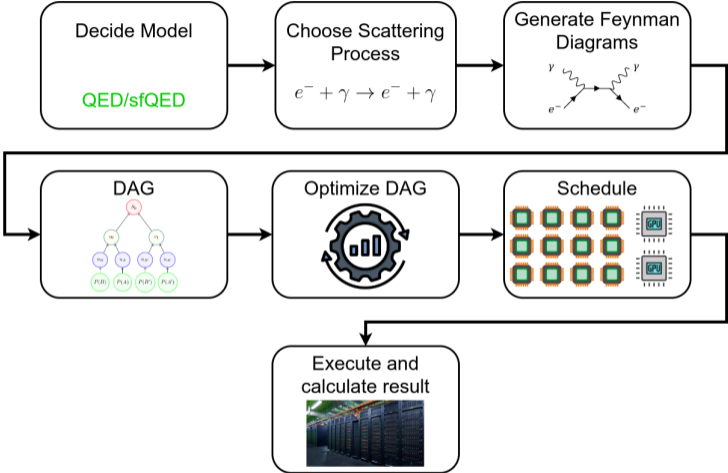 Decide Model
QED/sfQED
Choose Scattering
Process
e⁻ + γ → e⁻ + γ
Generate Feynman
Diagrams
γ γ
e⁻ e⁻
DAG
P(B) P(A) P(B') P(A')
Optimize DAG
Schedule
GPU
GPU
Execute and
calculate result